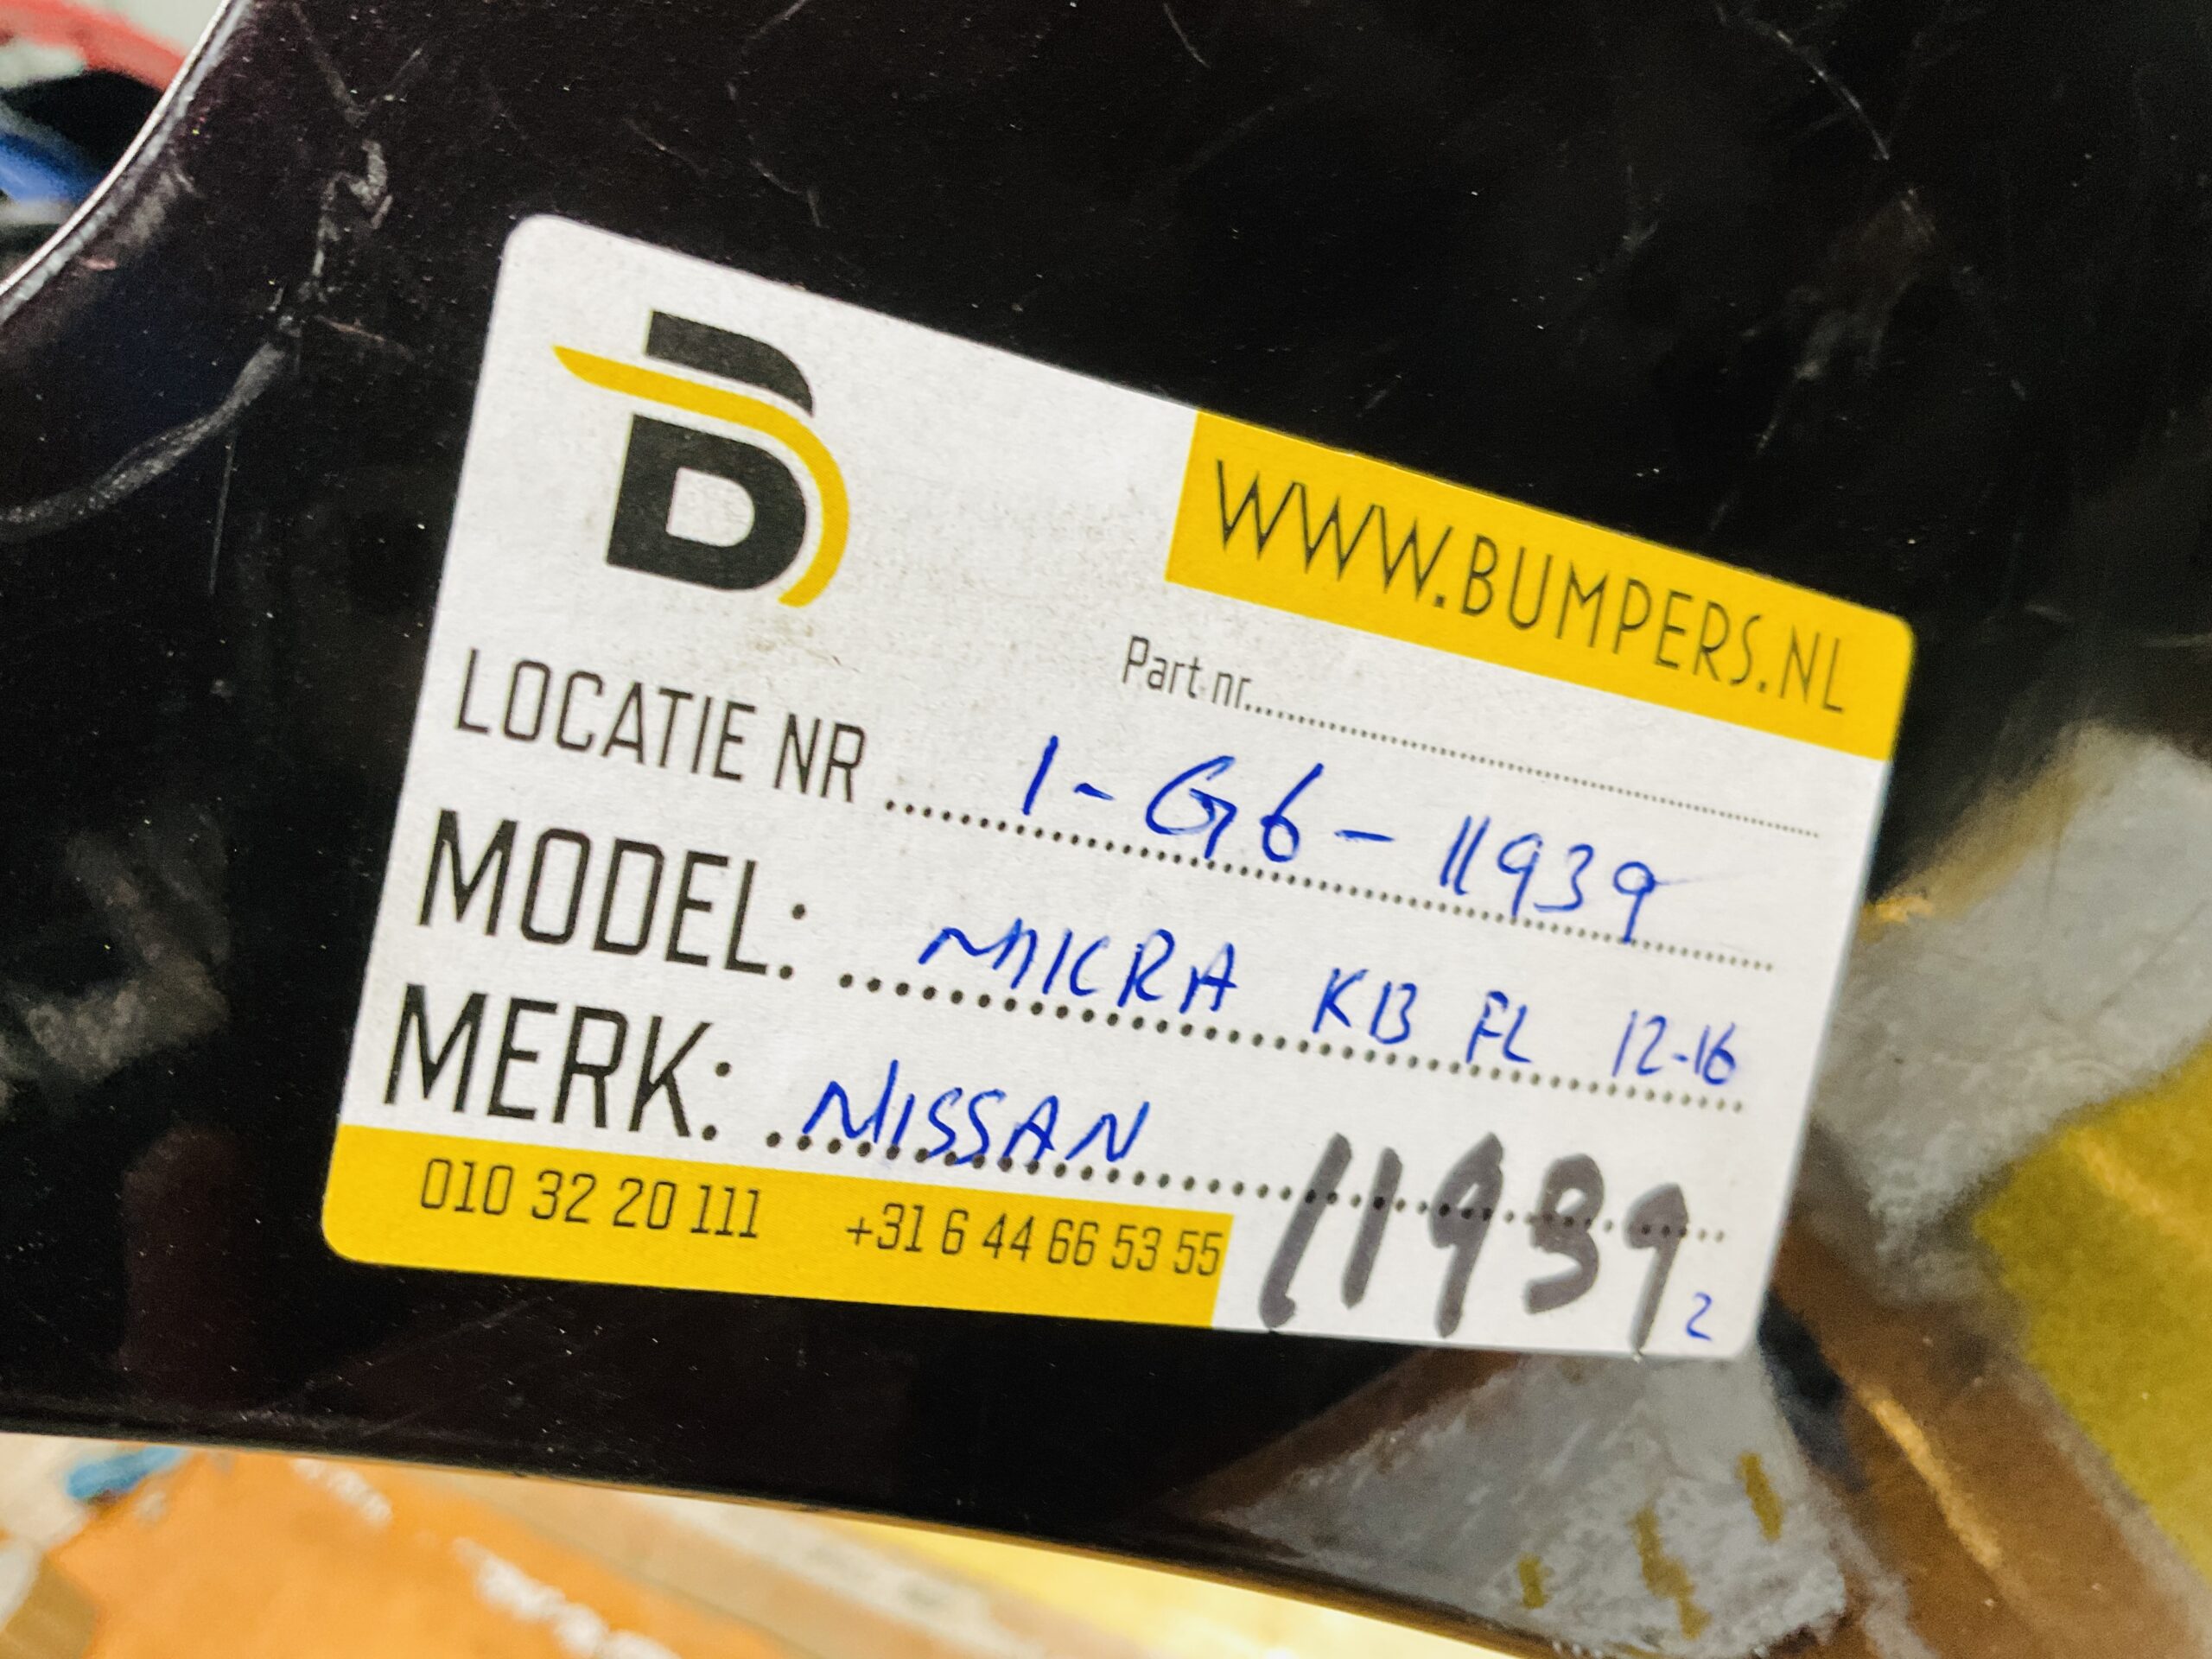 B
WWW.BUMPERS.NL
Part nr.
LOCATIE NR 1-G6-11939
MODEL: MICRA K13 FL 12-16
MERK: NISSAN
010 32 20 111 +31 6 44 66 53 55
11939
2